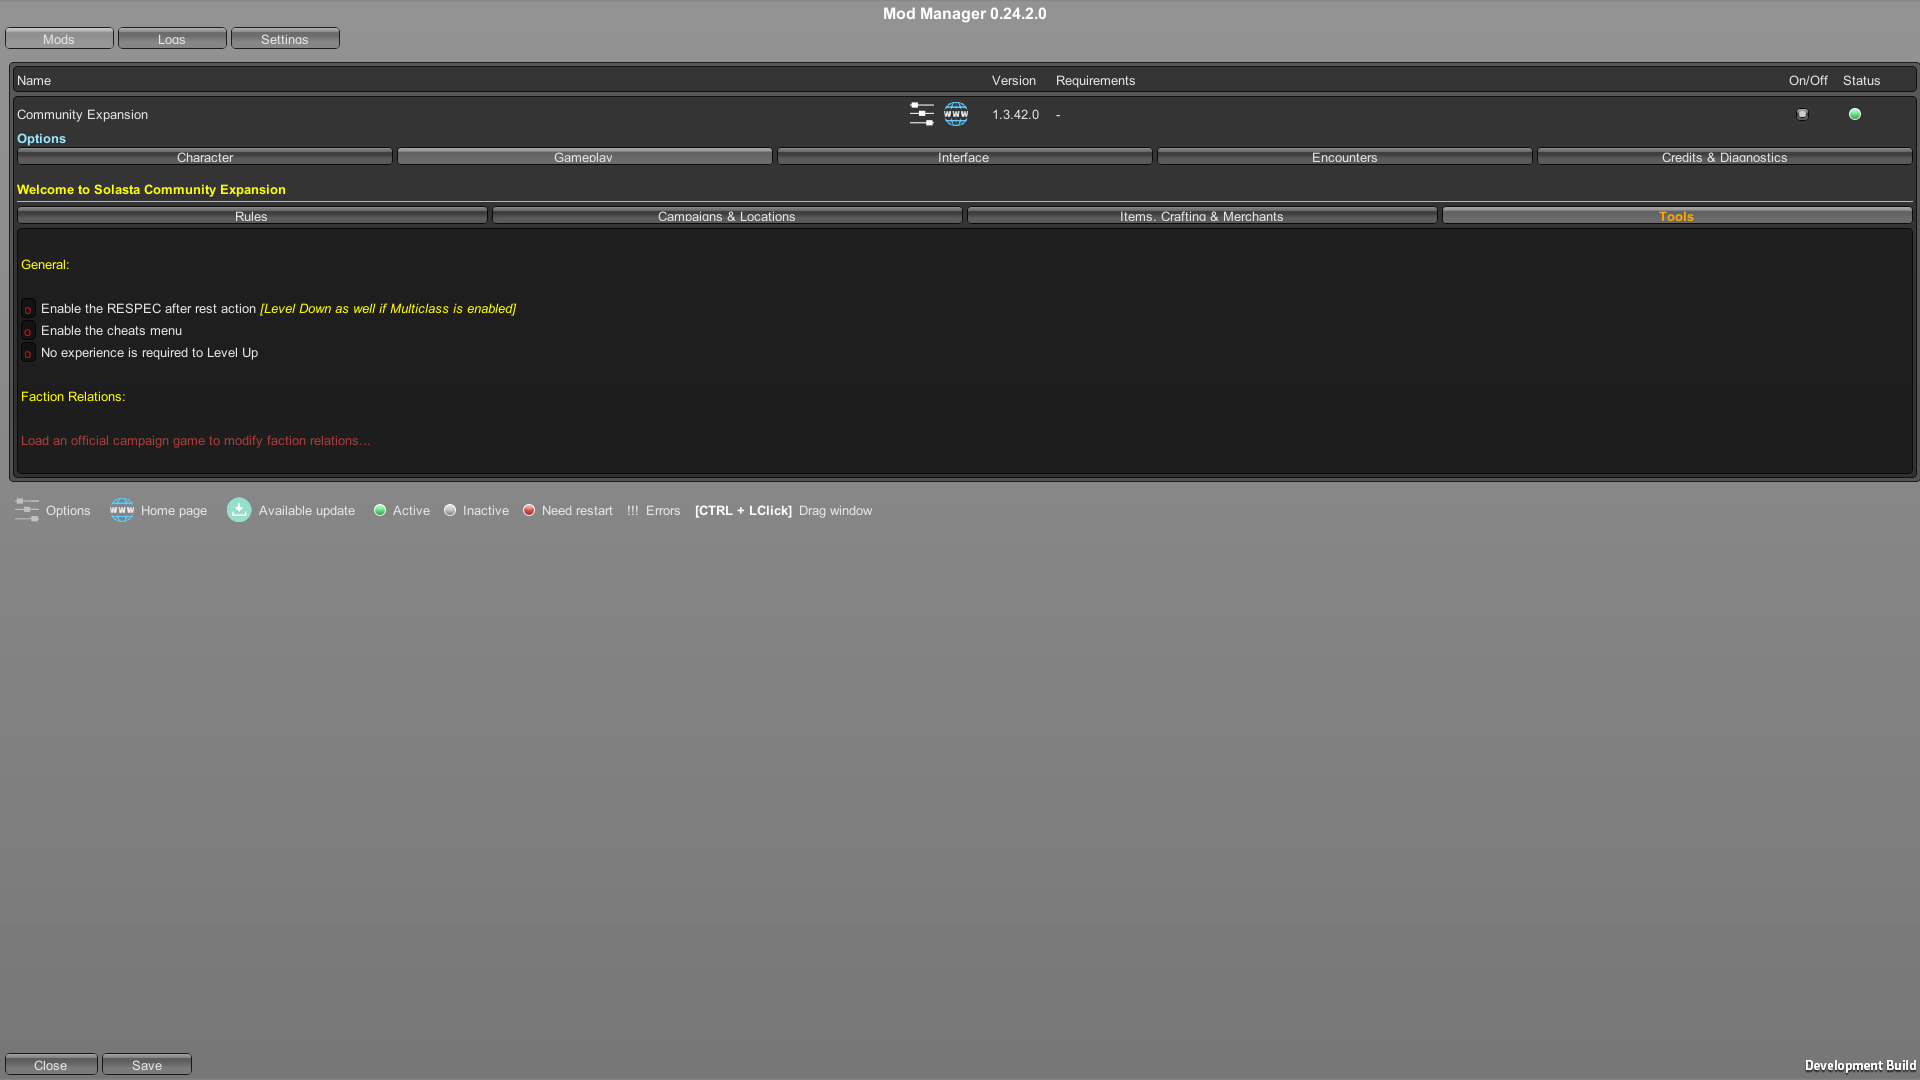 Mod Manager 0.24.2.0
Mods Logs Settings
Name Version Requirements On/Off Status
Community Expansion www 1.3.42.0 -
Options
Character Gameplay Interface Encounters Credits & Diagnostics
Welcome to Solasta Community Expansion
Rules Campaigns & Locations Items, Crafting & Merchants Tools
General:
o Enable the RESPEC after rest action [Level Down as well if Multiclass is enabled]
o Enable the cheats menu
o No experience is required to Level Up
Faction Relations:
Load an official campaign game to modify faction relations...
Options www Home page Available update Active Inactive Need restart !!! Errors [CTRL + LClick] Drag window
Close Save Development Build